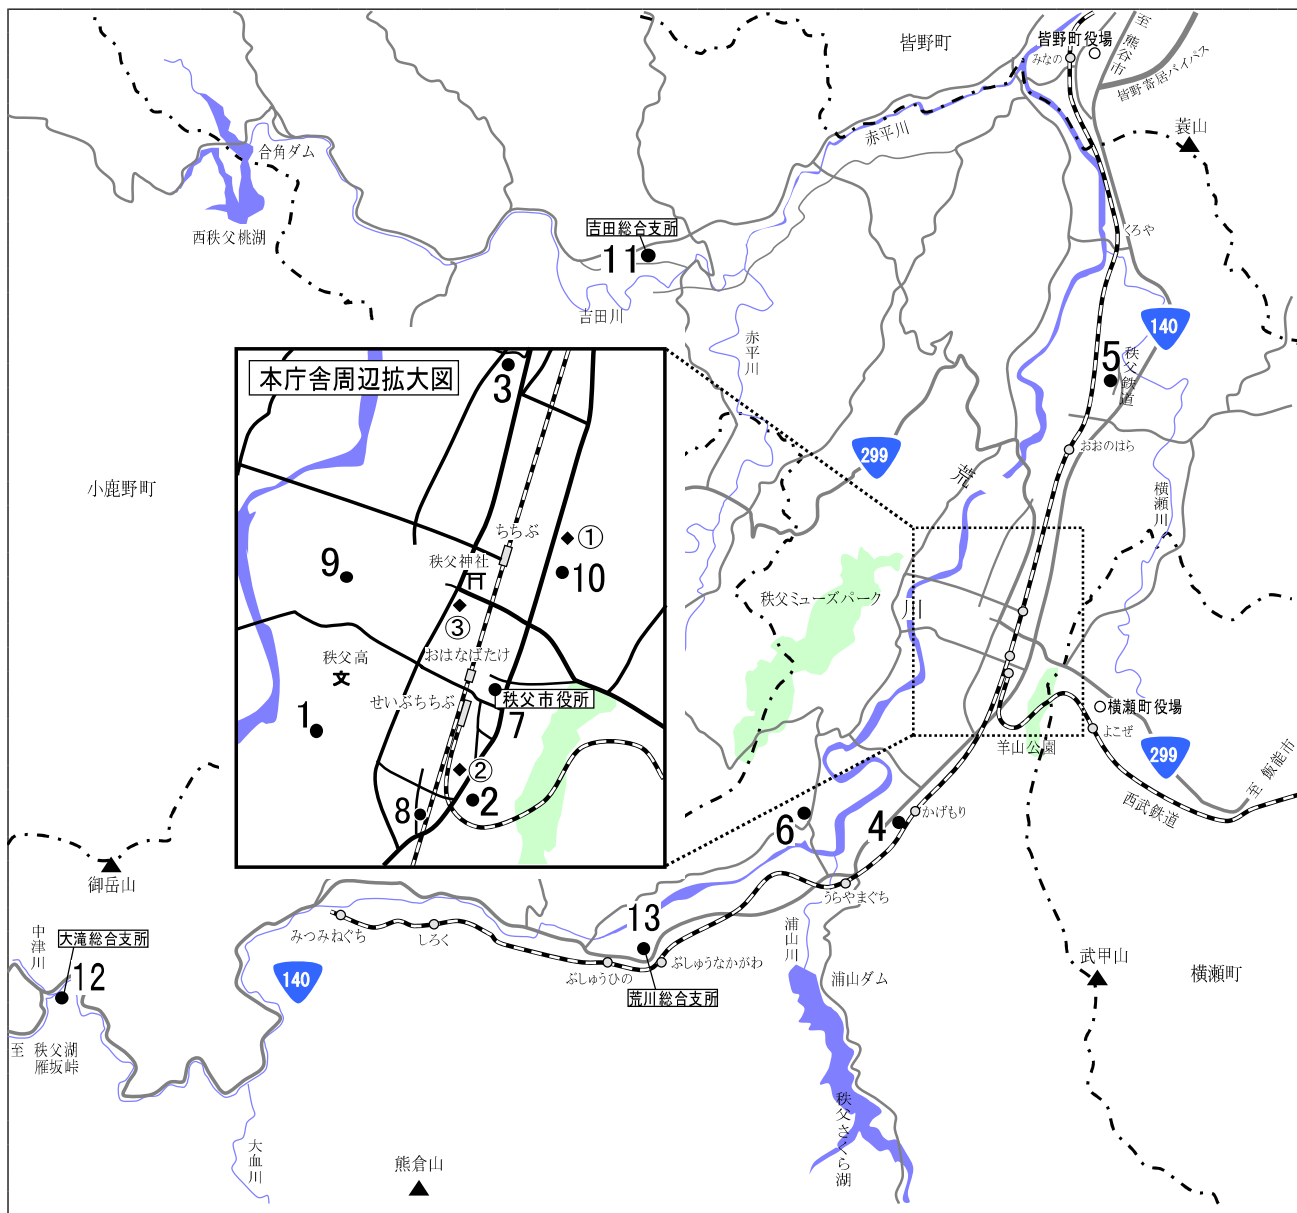 皆野町
皆野町役場
みなの
至熊谷市
皆野寄居バイパス
赤平川
蓑山
合角ダム
西秩父桃湖
吉田総合支所
11
吉田川
くろや
赤平川
140
5
秩父鉄道
本庁舎周辺拡大図
3
299
荒川
おおのはら
横瀬川
小鹿野町
ちちぶ
①
秩父神社
10
9
③
おはなばたけ
秩父高
文
せいぶちちぶ
秩父市役所
1
7
②
2
8
秩父ミューズパーク
横瀬町役場
よこぜ
羊山公園
299
至飯能市
西武鉄道
6
4
かげもり
うらやまぐち
御岳山
中津川
大滝総合支所
12
至 秩父湖
雁坂峠
みつみねぐち
しろく
140
13
ぶしゅうひの
ぶしゅうなかがわ
荒川総合支所
浦山川
浦山ダム
武甲山
横瀬町
秩父さくら湖
大血川
熊倉山